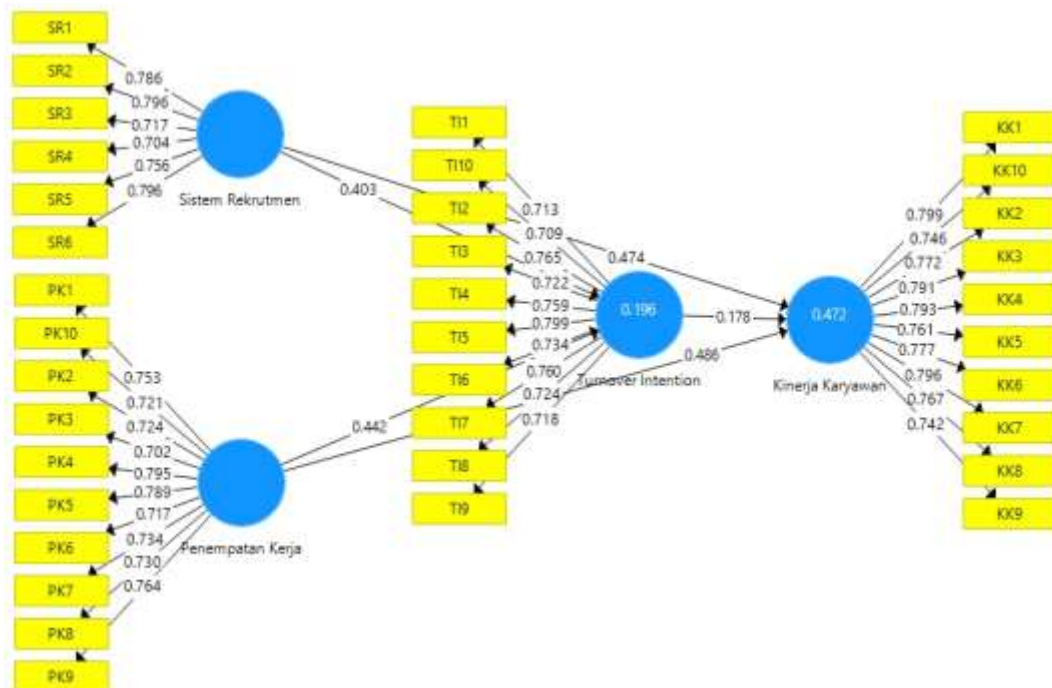 SR1
SR2
SR3
SR4
SR5
SR6
0.786
0.796
0.717
0.704
0.756
0.796
Sistem Rekrutmen
PK1
PK10
PK2
PK3
PK4
PK5
PK6
PK7
PK8
PK9
0.753
0.721
0.724
0.702
0.795
0.789
0.717
0.734
0.730
0.764
Penempatan Kerja
0.403
0.474
0.442
0.486
0.178
TI1
TI10
TI2
TI3
TI4
TI5
TI6
TI7
TI8
TI9
0.713
0.709
0.765
0.722
0.759
0.799
0.734
0.760
0.724
0.718
0.196
Turnover Intention
0.472
Kinerja Karyawan
0.799
0.746
0.772
0.791
0.793
0.761
0.777
0.796
0.767
0.742
KK1
KK10
KK2
KK3
KK4
KK5
KK6
KK7
KK8
KK9